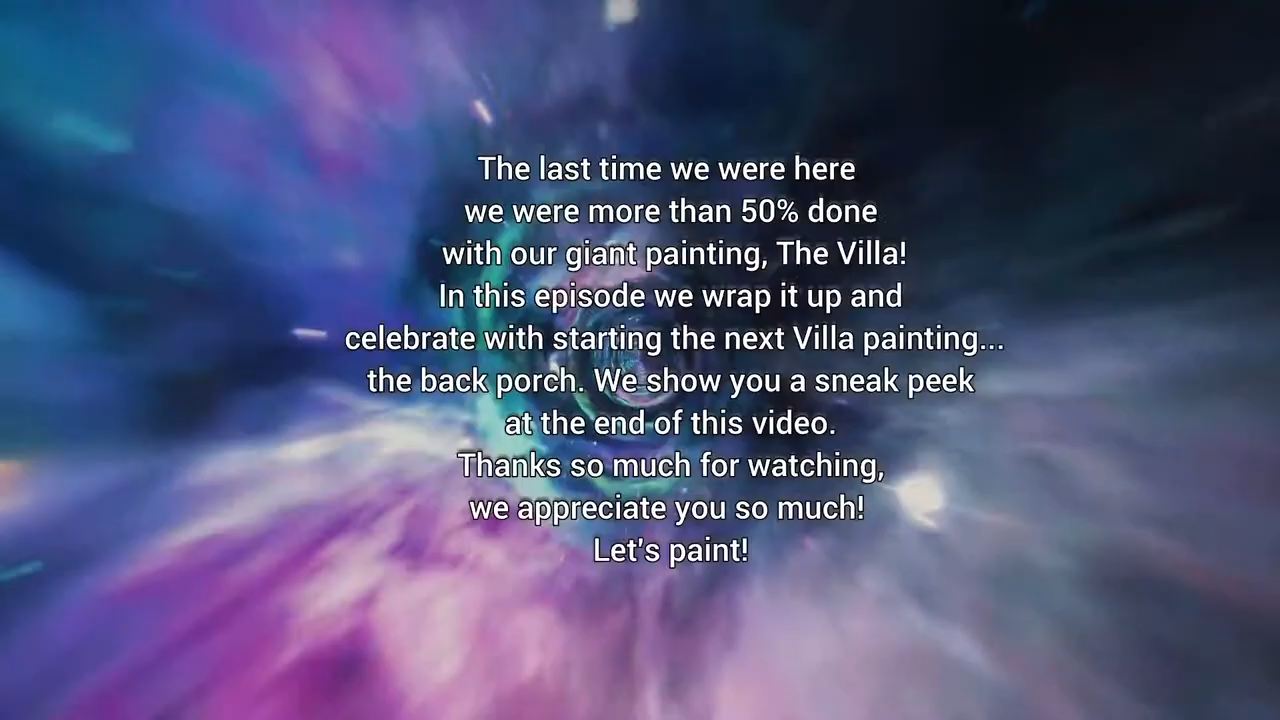 The last time we were here
we were more than 50% done
with our giant painting, The Villa!
In this episode we wrap it up and
celebrate with starting the next Villa painting...
the back porch. We show you a sneak peek
at the end of this video.
Thanks so much for watching,
we appreciate you so much!
Let's paint!